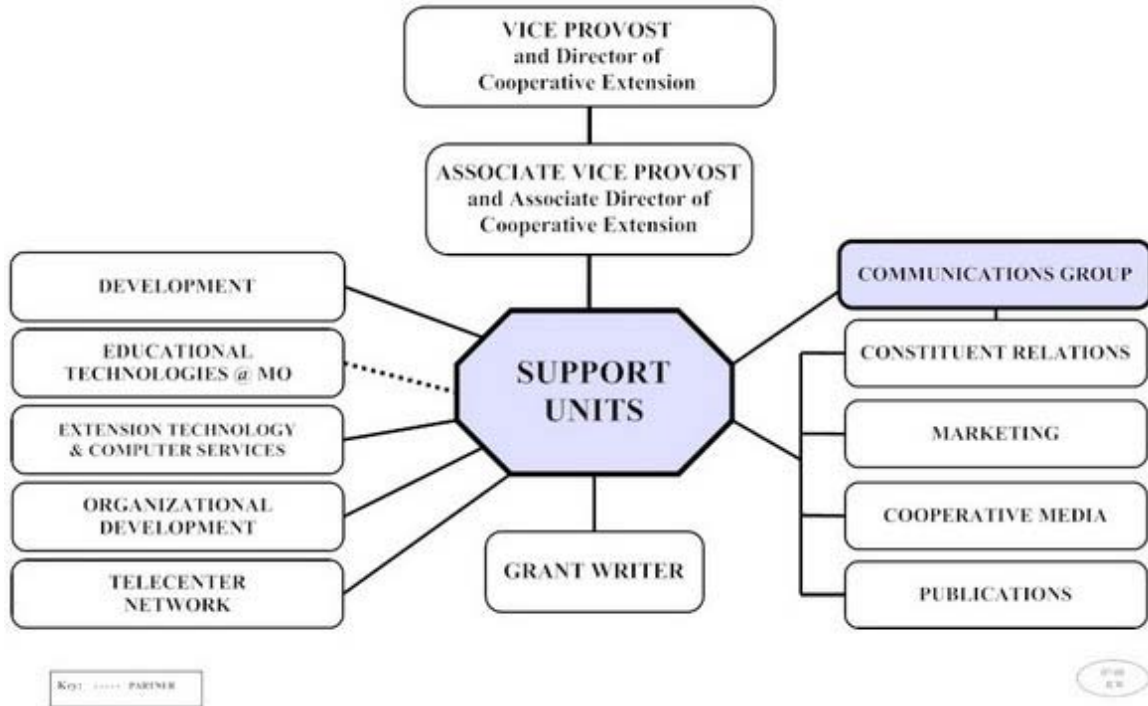 VICE PROVOST
and Director of
Cooperative Extension
ASSOCIATE VICE PROVOST
and Associate Director of
Cooperative Extension
DEVELOPMENT
EDUCATIONAL
TECHNOLOGIES @ MO
EXTENSION TECHNOLOGY
& COMPUTER SERVICES
ORGANIZATIONAL
DEVELOPMENT
TELECENTER
NETWORK
SUPPORT
UNITS
GRANT WRITER
COMMUNICATIONS GROUP
CONSTITUENT RELATIONS
MARKETING
COOPERATIVE MEDIA
PUBLICATIONS
Key: ..... PARTNER